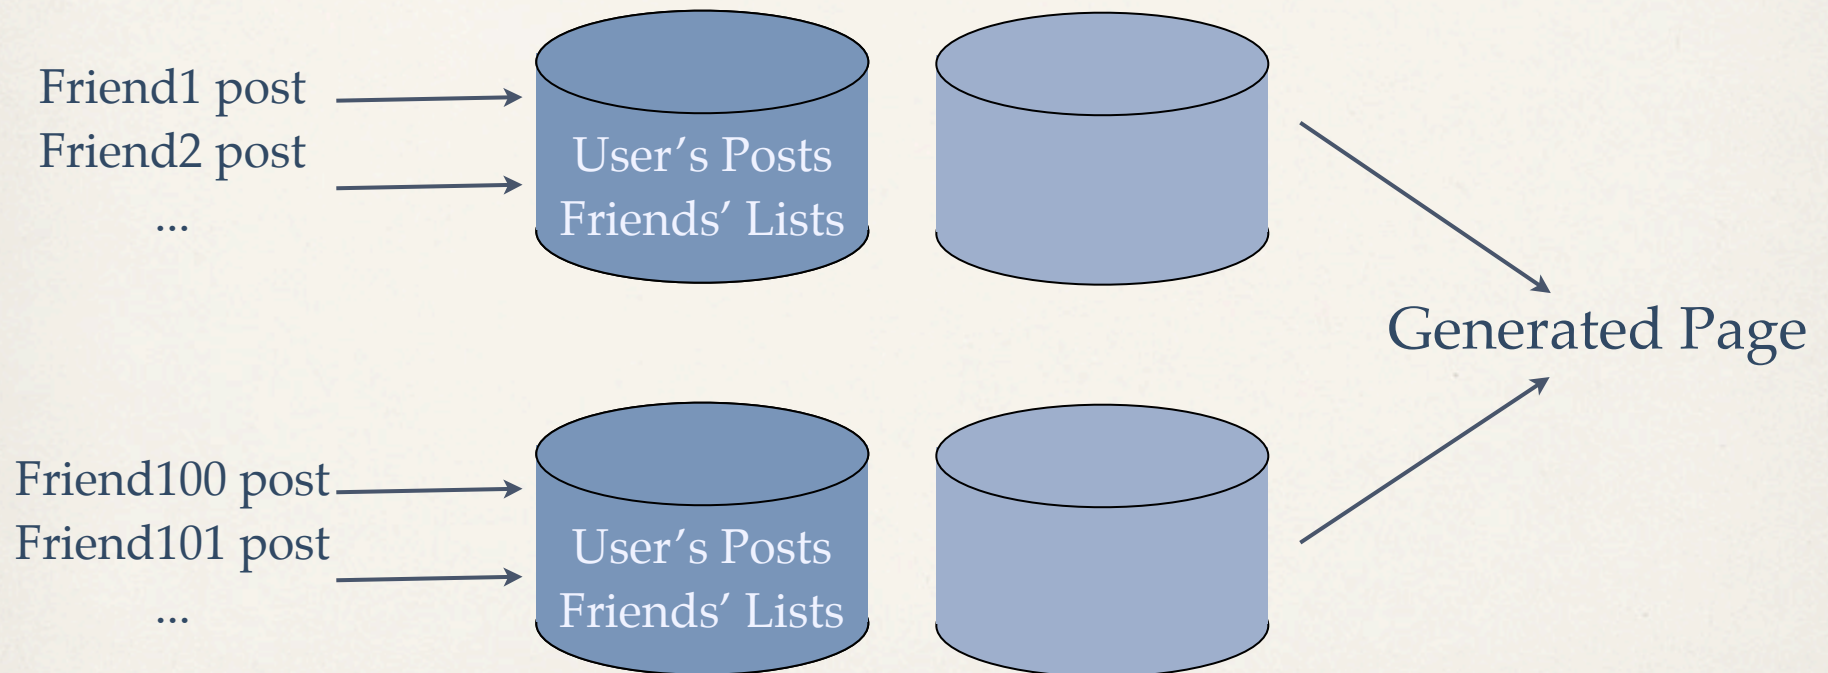 Friend1 post
Friend2 post
...
User’s Posts
Friends’ Lists
Generated Page
Friend100 post
Friend101 post
...
User’s Posts
Friends’ Lists